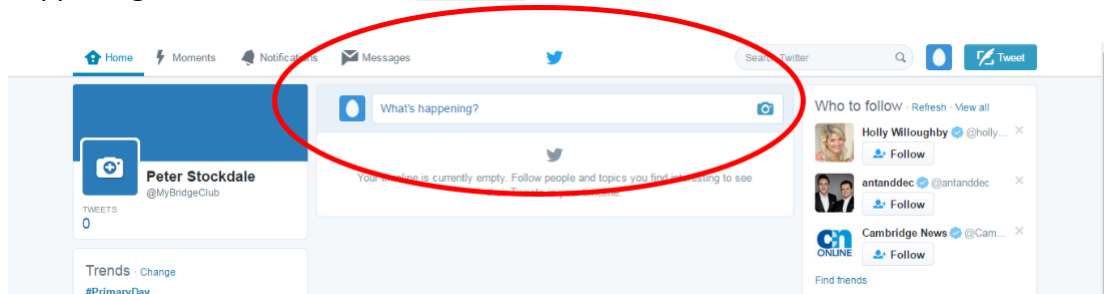 Home Moments Notifications Messages Search Twitter Tweet
What's happening?
Your timeline is currently empty. Follow people and topics you find interesting to see
their Tweets in your timeline.
Peter Stockdale
@MyBridgeClub
TWEETS
0
Trends · Change
#PrimaryDay
Who to follow · Refresh · View all
Holly Willoughby @holly...
Follow
antanddec @antanddec
Follow
Cambridge News @Cam...
Follow
cn
ONLINE
Find friends